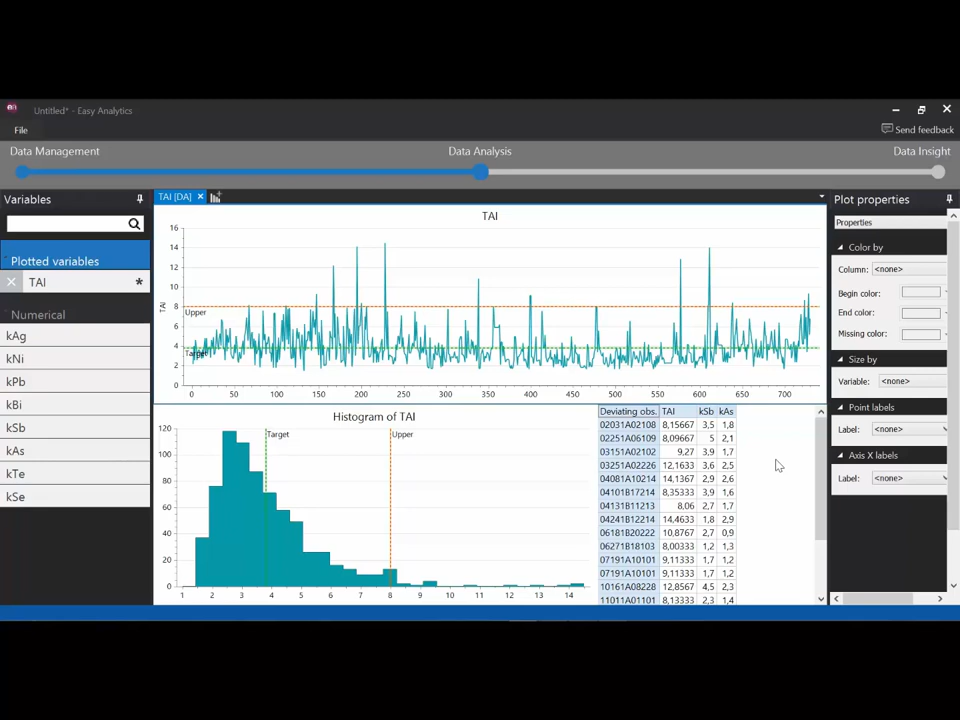 Untitled* - Easy Analytics
File
Send feedback
Data Management
Data Analysis
Data Insight
Variables
TAI [DA]
Plot properties
TAI
Properties
Plotted variables
TAI *
Numerical
kAg
kNi
kPb
kBi
kSb
kAs
kTe
kSe
16
14
12
10
8
6
4
2
0
TAI
Upper
Target
0 50 100 150 200 250 300 350 400 450 500 550 600 650 700
Color by
Column: <none>
Begin color:
End color:
Missing color:
Size by
Variable: <none>
Point labels
Label: <none>
Axis X labels
Label: <none>
Histogram of TAI
120
100
80
60
40
20
0
Target
Upper
1 2 3 4 5 6 7 8 9 10 11 12 13 14
Deviating obs. TAI kSb kAs
02031A02108 8,15667 3,5 1,8
02251A06109 8,09667 5 2,1
03151A02102 9,27 3,9 1,7
03251A02226 12,1633 3,6 2,5
04081A10214 14,1367 2,9 2,6
04101B17214 8,35333 3,9 1,6
04131B11213 8,06 2,7 1,7
04241B12214 14,4633 1,8 2,9
06181B20222 10,8767 2,7 0,9
06271B18103 8,00333 1,2 1,3
07191A10101 9,11333 1,7 1,2
07191A10101 9,11333 1,7 1,2
10161A08228 12,8567 4,5 2,3
11011A01101 8,13333 2,3 1,4